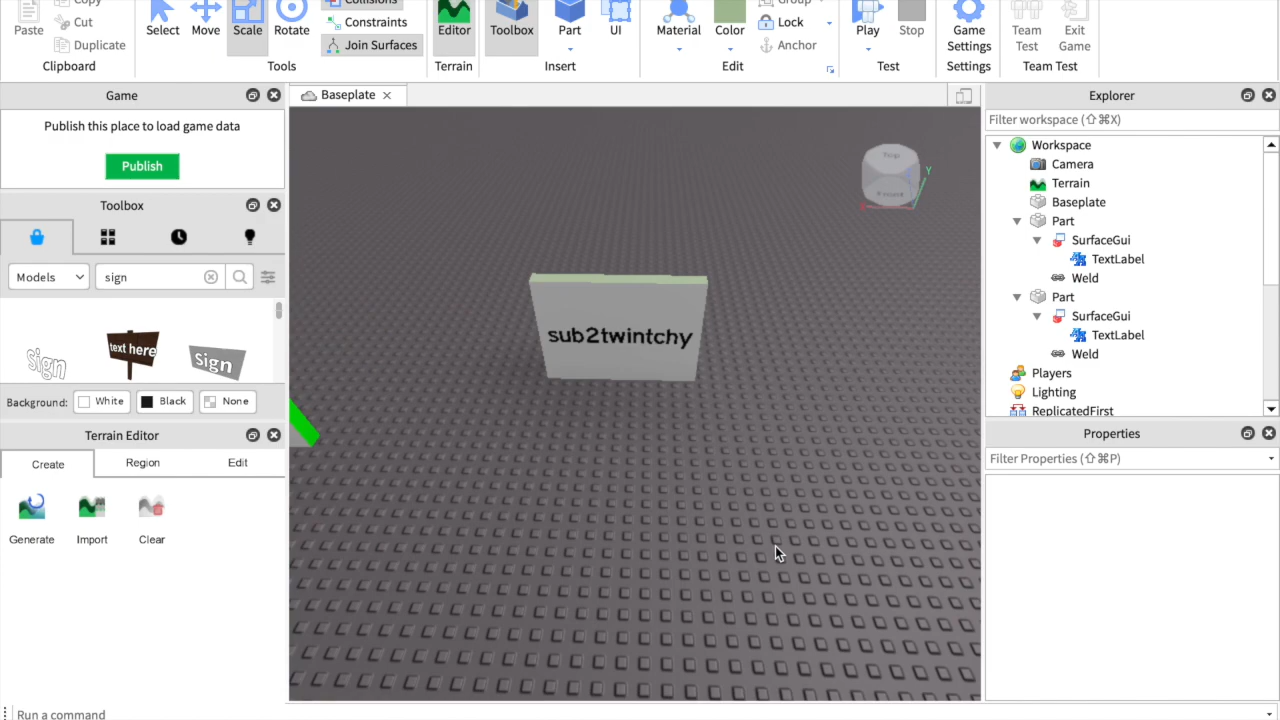 Copy
Group
Collisions
Paste
Cut
Duplicate
Clipboard
Select
Move
Scale
Rotate
Constraints
Join Surfaces
Tools
Editor
Terrain
Toolbox
Part
UI
Insert
Material
Color
Lock
Anchor
Edit
Play
Stop
Test
Game
Settings
Settings
Team
Test
Exit
Game
Team Test
Game
Publish this place to load game data
Publish
Toolbox
Models
sign
sign
text here
Sign
Background:
White
Black
None
Terrain Editor
Create
Region
Edit
Generate
Import
Clear
Run a command
Baseplate
sub2twintchy
Y
Explorer
Filter workspace (⇧⌘X)
Workspace
Camera
Terrain
Baseplate
Part
SurfaceGui
TextLabel
Weld
Part
SurfaceGui
TextLabel
Weld
Players
Lighting
ReplicatedFirst
Properties
Filter Properties (⇧⌘P)